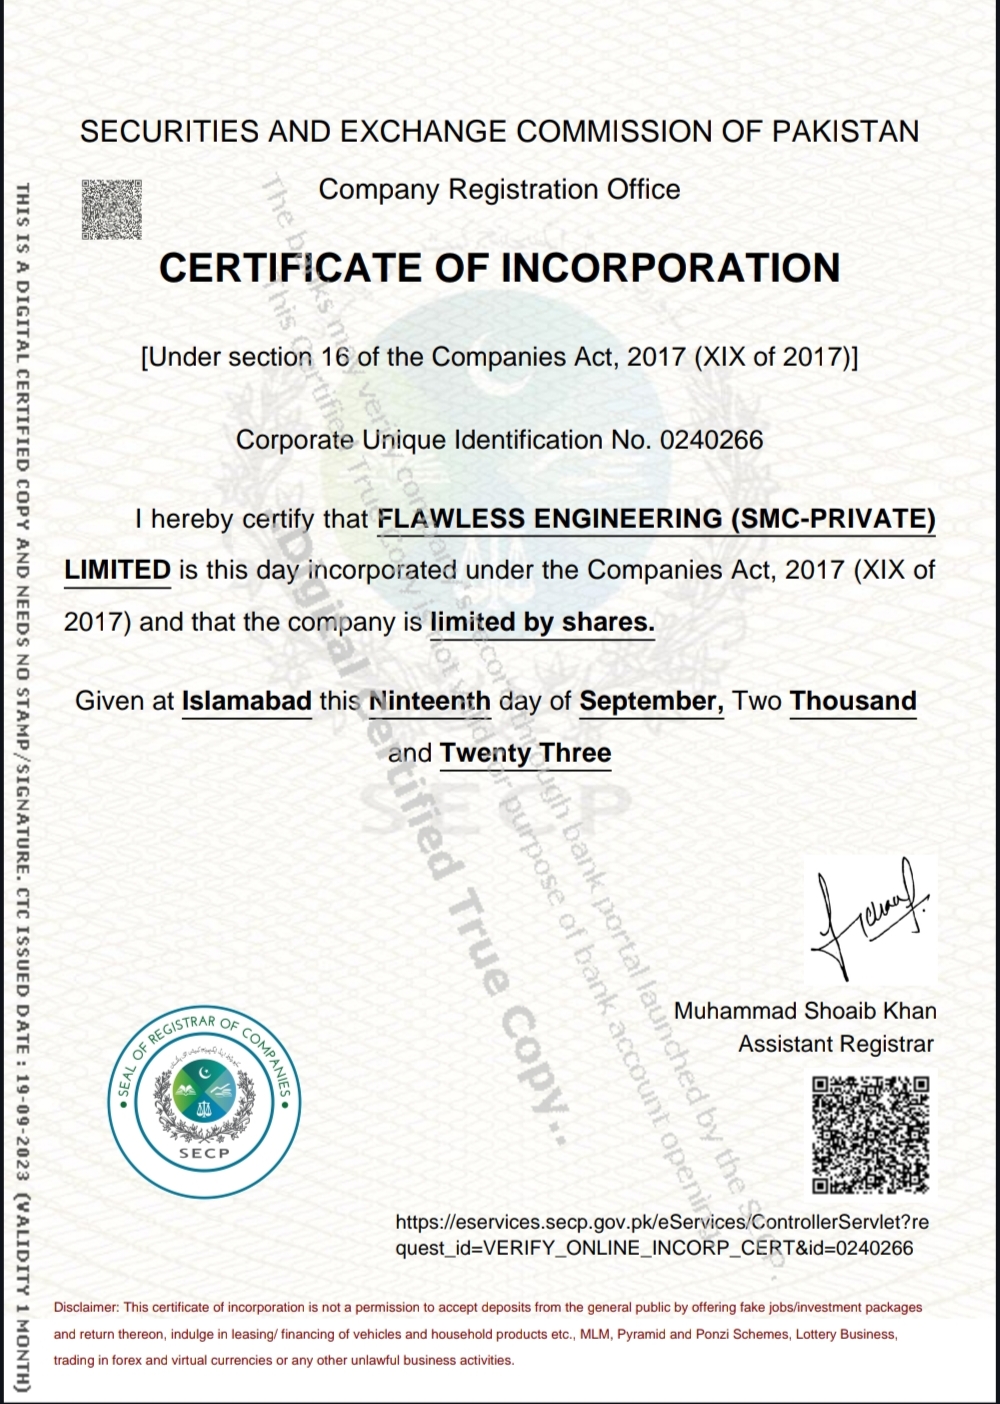 SECURITIES AND EXCHANGE COMMISSION OF PAKISTAN
Company Registration Office
CERTIFICATE OF INCORPORATION
[Under section 16 of the Companies Act, 2017 (XIX of 2017)]
Corporate Unique Identification No. 0240266
I hereby certify that FLAWLESS ENGINEERING (SMC-PRIVATE)
LIMITED is this day incorporated under the Companies Act, 2017 (XIX of
2017) and that the company is limited by shares.
Given at Islamabad this Ninteenth day of September, Two Thousand
and Twenty Three
SECP
Muhammad Shoaib Khan
Assistant Registrar
SEAL OF REGISTRAR OF COMPANIES
SECP
https://eservices.secp.gov.pk/eServices/ControllerServlet?re
quest_id=VERIFY_ONLINE_INCORP_CERT&id=0240266
Disclaimer: This certificate of incorporation is not a permission to accept deposits from the general public by offering fake jobs/investment packages
and return thereon, indulge in leasing/ financing of vehicles and household products etc., MLM, Pyramid and Ponzi Schemes, Lottery Business,
trading in forex and virtual currencies or any other unlawful business activities.
THIS IS A DIGITAL CERTIFIED COPY AND NEEDS NO STAMP/SIGNATURE. CTC ISSUED DATE : 19-09-2023 (VALIDITY 1 MONTH)
Digital Certified True Copy..
This Certified True Copy is not valid for purpose of bank account opening
The banks may verify company's record through bank portal launched by the SECP.